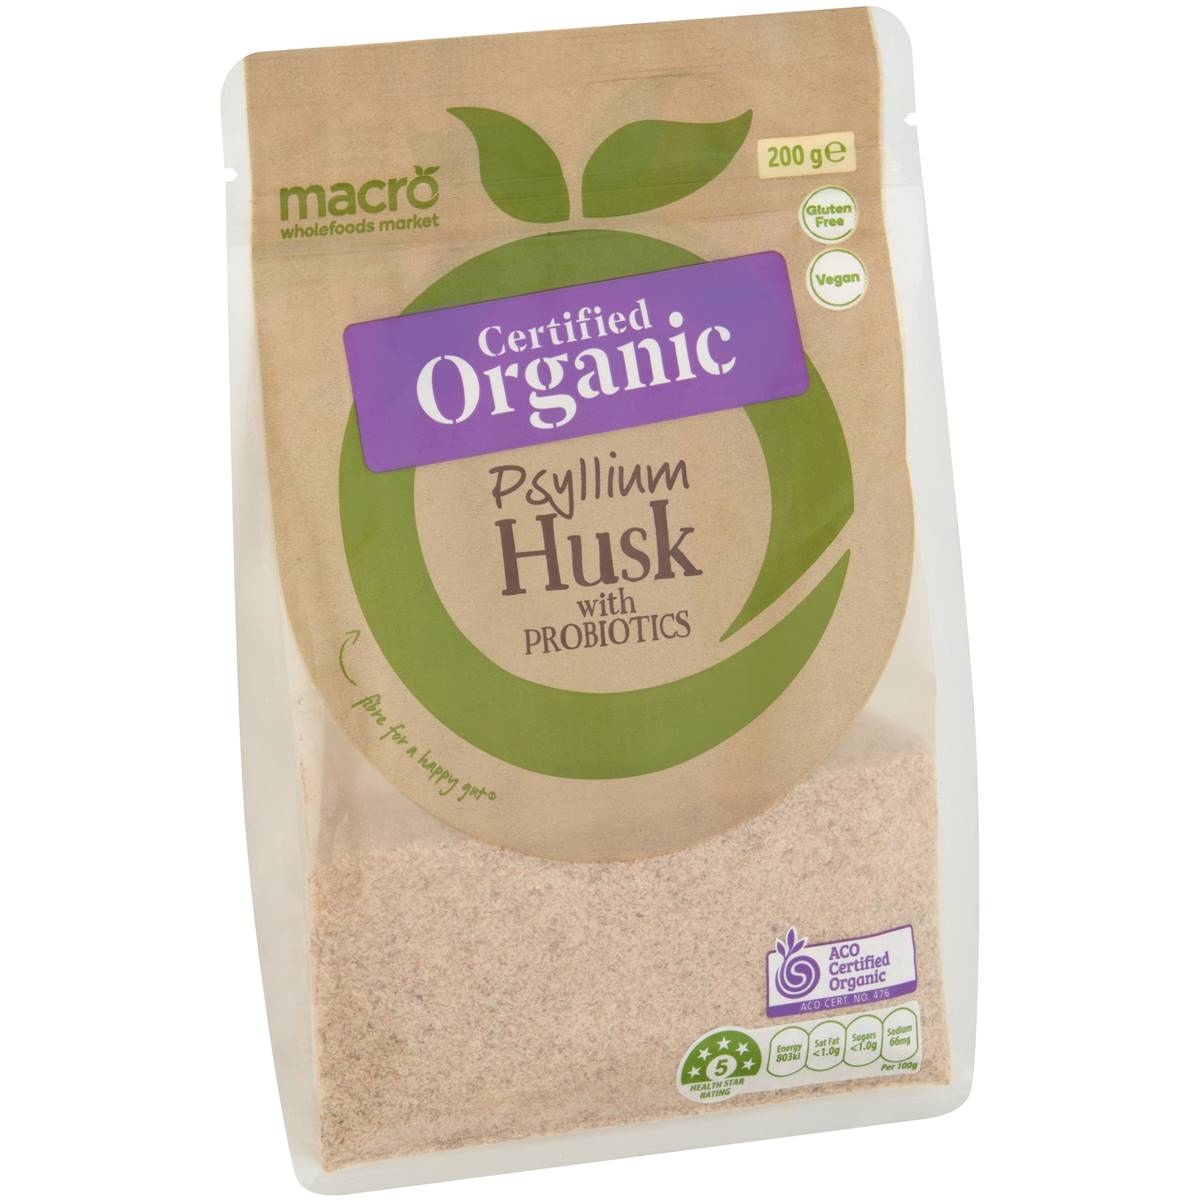 macro
wholefoods market
200 g℮
Gluten
Free
Vegan
Certified
Organic
Psyllium
Husk
with
PROBIOTICS
fibre for a happy gut
ACO
Certified
Organic
ACO CERT. NO. 476
5
HEALTH STAR
RATING
Energy
803kJ
Sat Fat
<1.0g
Sugars
<1.0g
Sodium
66mg
Per 100g